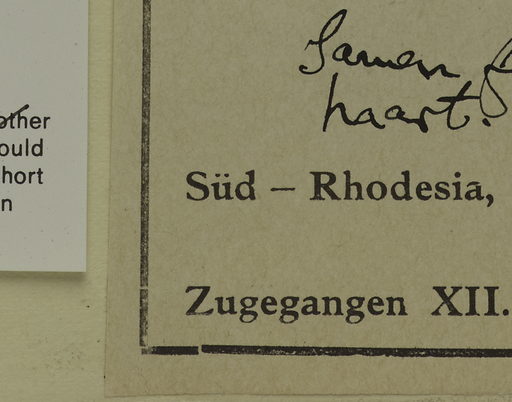 other
ould
hort
n
Samen
haart.
Süd – Rhodesia,
Zugegangen XII.